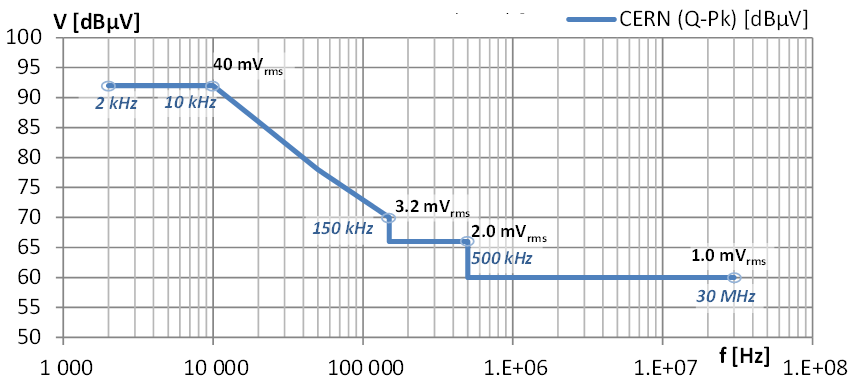 V [dBµV]
CERN (Q-Pk) [dBµV]
100
95
90
85
80
75
70
65
60
55
50
40 mVrms
2 kHz
10 kHz
3.2 mVrms
150 kHz
2.0 mVrms
500 kHz
1.0 mVrms
30 MHz
f [Hz]
1 000
10 000
100 000
1.E+06
1.E+07
1.E+08